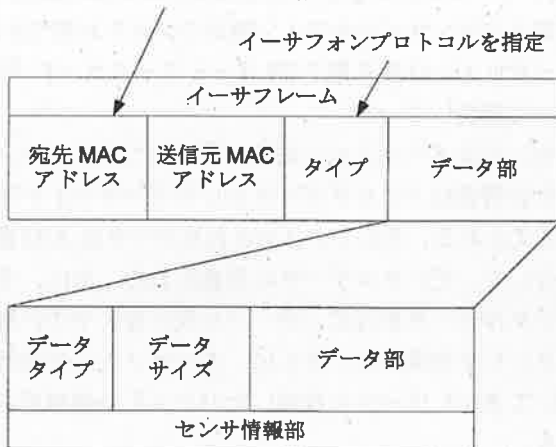 イーサフォンプロトコルを指定
イーサフレーム
宛先 MAC
アドレス
送信元 MAC
アドレス
タイプ
データ部
データ
タイプ
データ
サイズ
データ部
センサ情報部